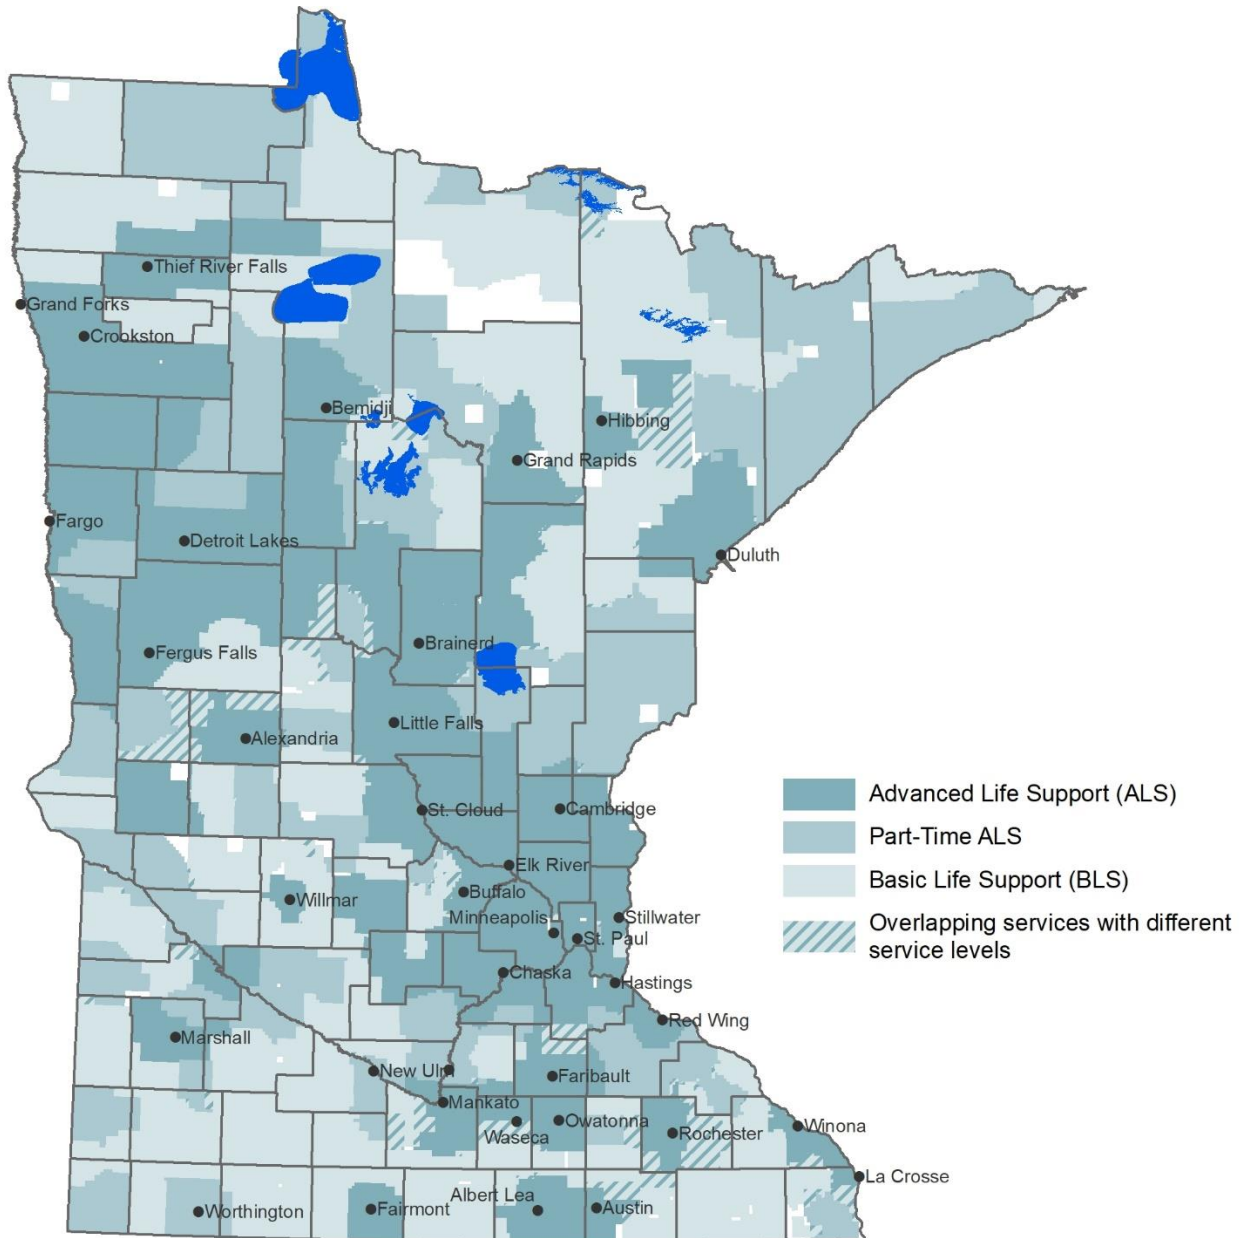 Thief River Falls
Grand Forks
Crookston
Bemidji
Hibbing
Grand Rapids
Fargo
Detroit Lakes
Duluth
Brainerd
Fergus Falls
Little Falls
Alexandria
Advanced Life Support (ALS)
St. Cloud
Cambridge
Part-Time ALS
Elk River
Basic Life Support (BLS)
Buffalo
Willmar
Minneapolis
Stillwater
Overlapping services with different
service levels
St. Paul
Chaska
Hastings
Red Wing
Marshall
New Ulm
Faribault
Mankato
Owatonna
Waseca
Rochester
Winona
La Crosse
Albert Lea
Worthington
Fairmont
Austin